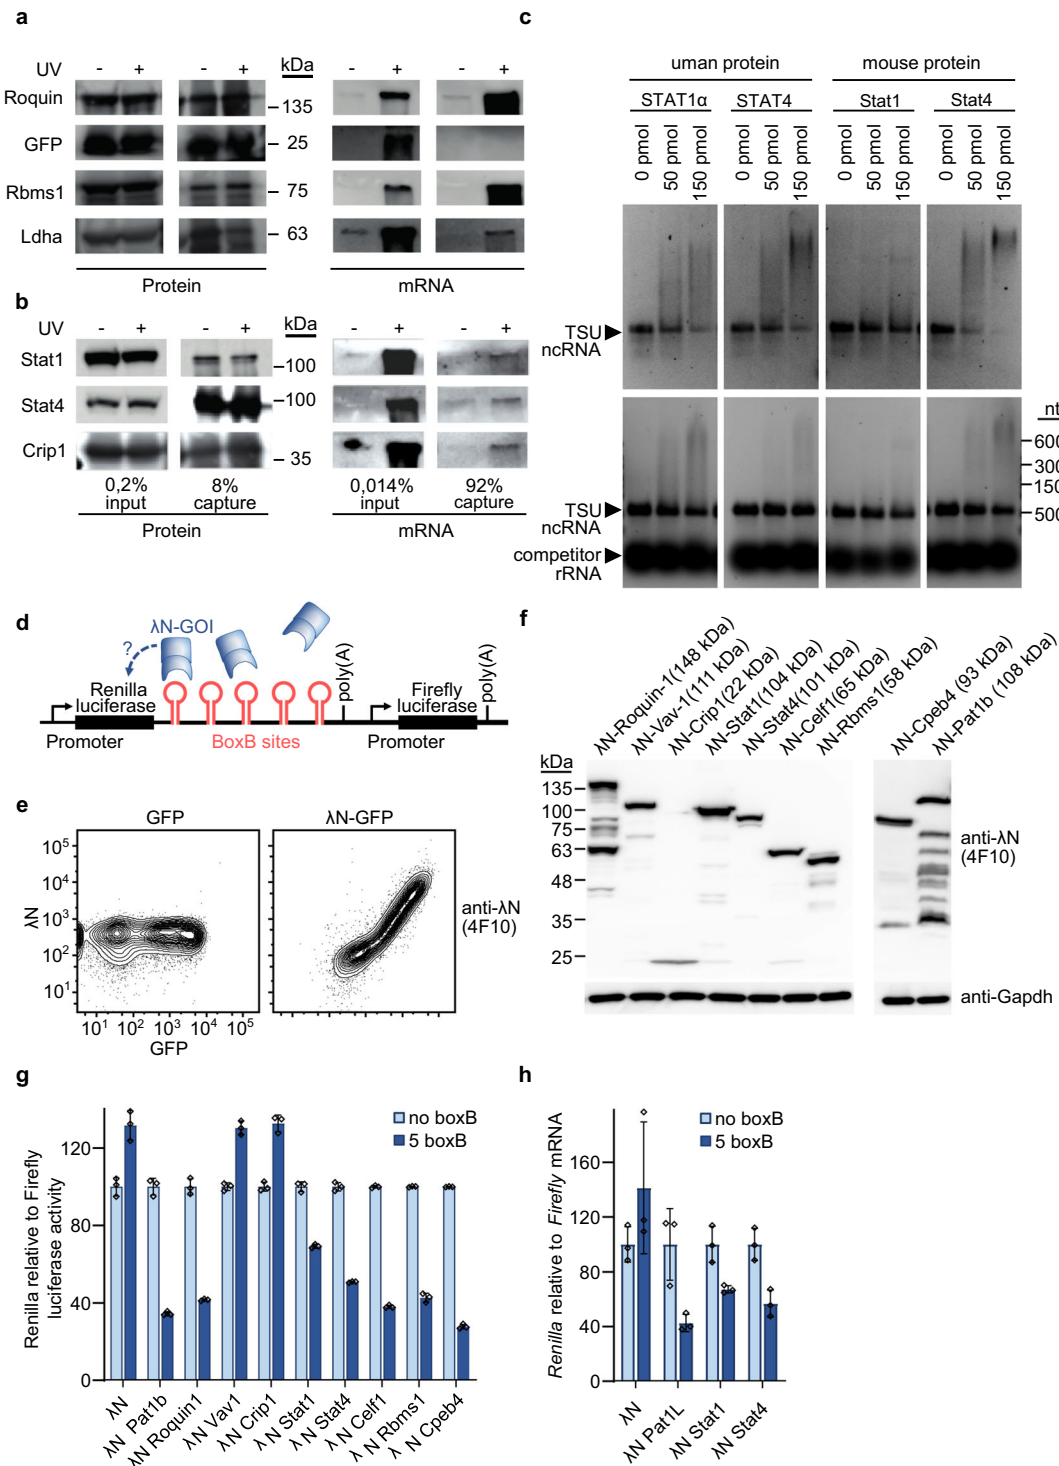 a
UV - + - + kDa - + - +
Roquin
135
GFP
25
Rbms1
75
Ldha
63
Protein
mRNA
b
UV - + - + kDa - + - +
Stat1
100
Stat4
100
Crip1
35
0,2% input
8% capture
0,014% input
92% capture
Protein
mRNA
c
uman protein
mouse protein
STAT1α
STAT4
Stat1
Stat4
0 pmol
50 pmol
150 pmol
0 pmol
50 pmol
150 pmol
0 pmol
50 pmol
150 pmol
0 pmol
50 pmol
150 pmol
TSU
ncRNA
nt
600
300
150
500
TSU
ncRNA
competitor
rRNA
d
λN-GOI
?
Renilla
luciferase
poly(A)
Firefly
luciferase
poly(A)
Promoter
BoxB sites
Promoter
e
GFP
λN-GFP
λN
10⁵
10⁴
10³
10²
10¹
10¹ 10² 10³ 10⁴ 10⁵
GFP
anti-λN
(4F10)
f
λN-Roquin-1(148 kDa)
λN-Vav-1(111 kDa)
λN-Crip1(22 kDa)
λN-Stat1(104 kDa)
λN-Stat4(101 kDa)
λN-Celf1(65 kDa)
λN-Rbms1(58 kDa)
λN-Cpeb4 (93 kDa)
λN-Pat1b (108 kDa)
kDa
135
100
75
63
48
35
25
anti-λN
(4F10)
anti-Gapdh
g
Renilla relative to Firefly
luciferase activity
120
80
40
0
no boxB
5 boxB
λN
λN Pat1b
λN Roquin1
λN Vav1
λN Crip1
λN Stat1
λN Stat4
λN Celf1
λN Rbms1
λN Cpeb4
h
Renilla relative to Firefly mRNA
160
120
80
40
0
no boxB
5 boxB
λN
λN Pat1L
λN Stat1
λN Stat4